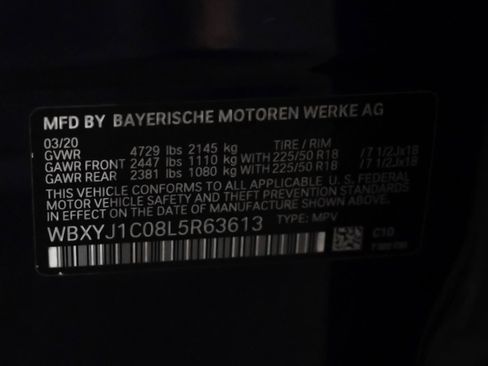 MFD BY BAYERISCHE MOTOREN WERKE AG
03/20
GVWR 4729 lbs 2145 kg TIRE / RIM
GAWR FRONT 2447 lbs 1110 kg WITH 225/50 R18 /7 1/2Jx18
GAWR REAR 2381 lbs 1080 kg WITH 225/50 R18 /7 1/2Jx18
THIS VEHICLE CONFORMS TO ALL APPLICABLE FEDERAL
MOTOR VEHICLE SAFETY, BUMPER, AND THEFT PREVENTION STANDARDS
IN EFFECT ON THE DATE OF MANUFACTURE SHOWN ABOVE.
WBXYJ1C08L5R63613 TYPE: MPV
C10